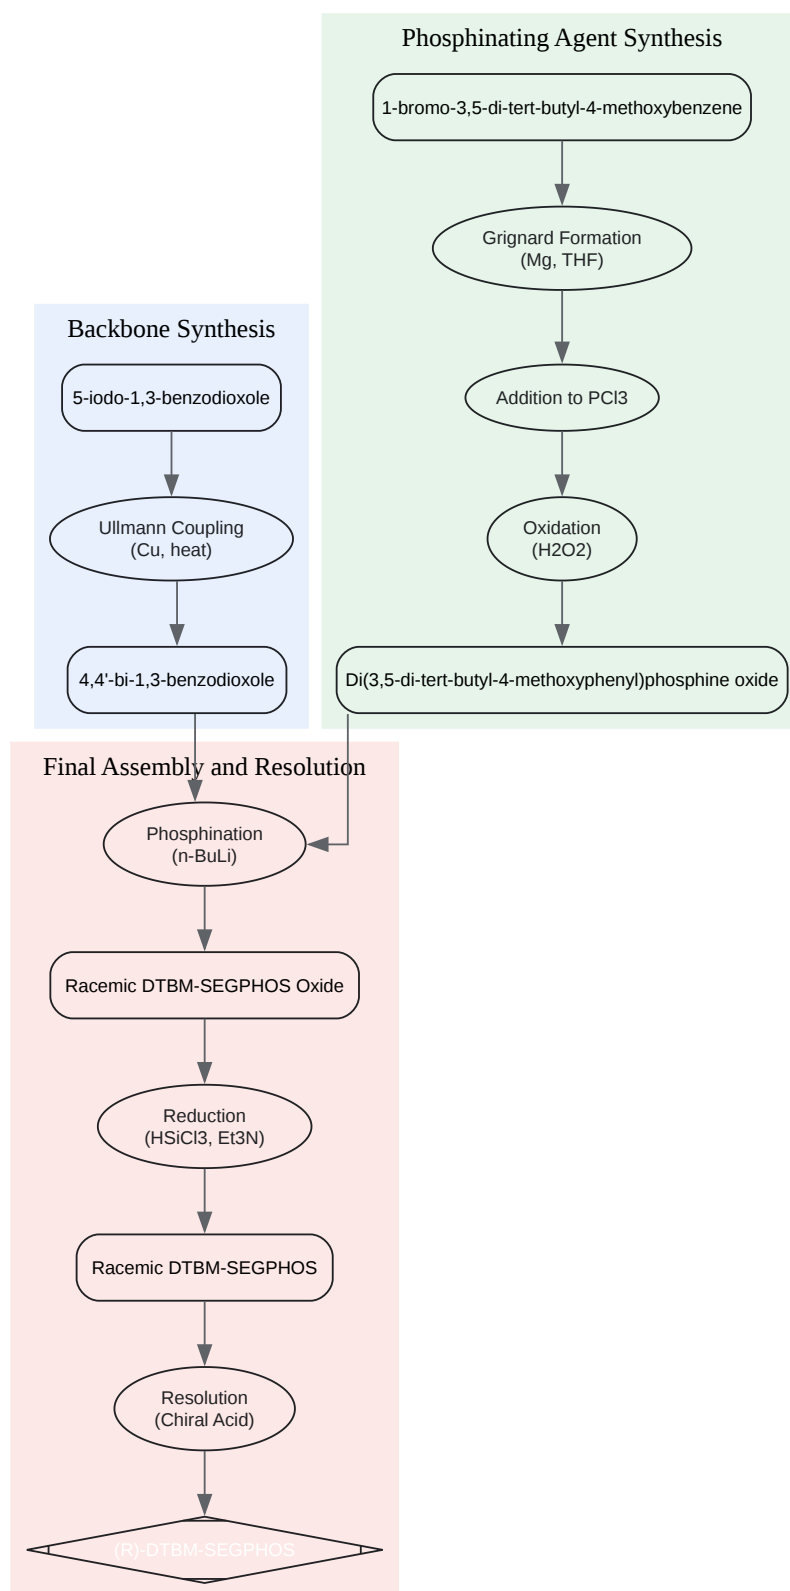 Phosphinating Agent Synthesis
1-bromo-3,5-di-tert-butyl-4-methoxybenzene
Grignard Formation
(Mg, THF)
Addition to PCl3
Oxidation
(H2O2)
Di(3,5-di-tert-butyl-4-methoxyphenyl)phosphine oxide
Backbone Synthesis
5-iodo-1,3-benzodioxole
Ullmann Coupling
(Cu, heat)
4,4'-bi-1,3-benzodioxole
Final Assembly and Resolution
Phosphination
(n-BuLi)
Racemic DTBM-SEGPHOS Oxide
Reduction
(HSiCl3, Et3N)
Racemic DTBM-SEGPHOS
Resolution
(Chiral Acid)
(R)-DTBM-SEGPHOS